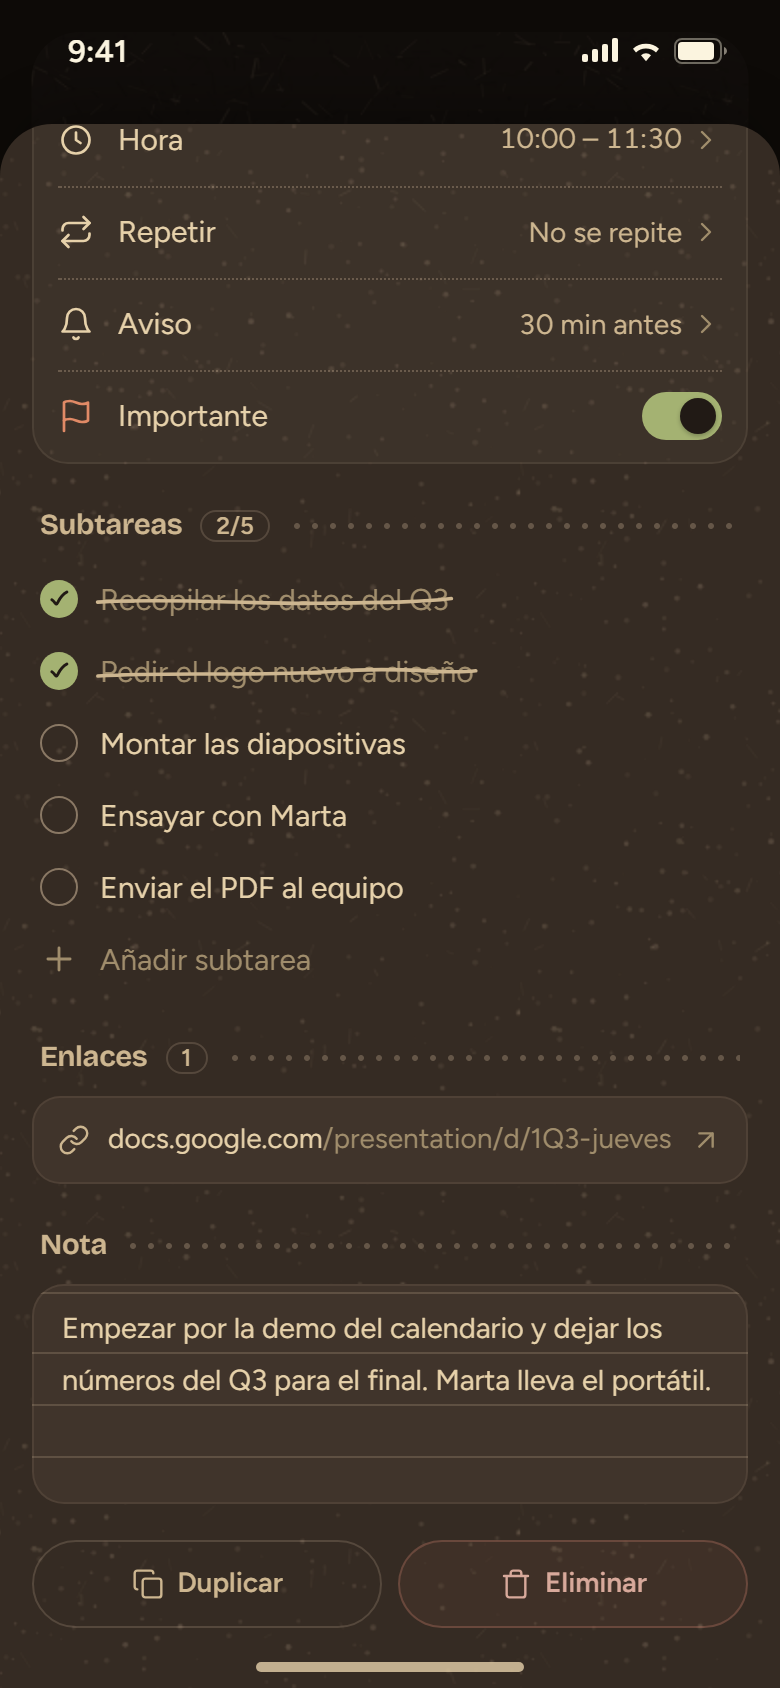 9:41
Hora 10:00 – 11:30
Repetir No se repite
Aviso 30 min antes
Importante
Subtareas 2/5
Recopilar los datos del Q3
Pedir el logo nuevo a diseño
Montar las diapositivas
Ensayar con Marta
Enviar el PDF al equipo
Añadir subtarea
Enlaces 1
docs.google.com/presentation/d/1Q3-jueves
Nota
Empezar por la demo del calendario y dejar los
números del Q3 para el final. Marta lleva el portátil.
Duplicar Eliminar